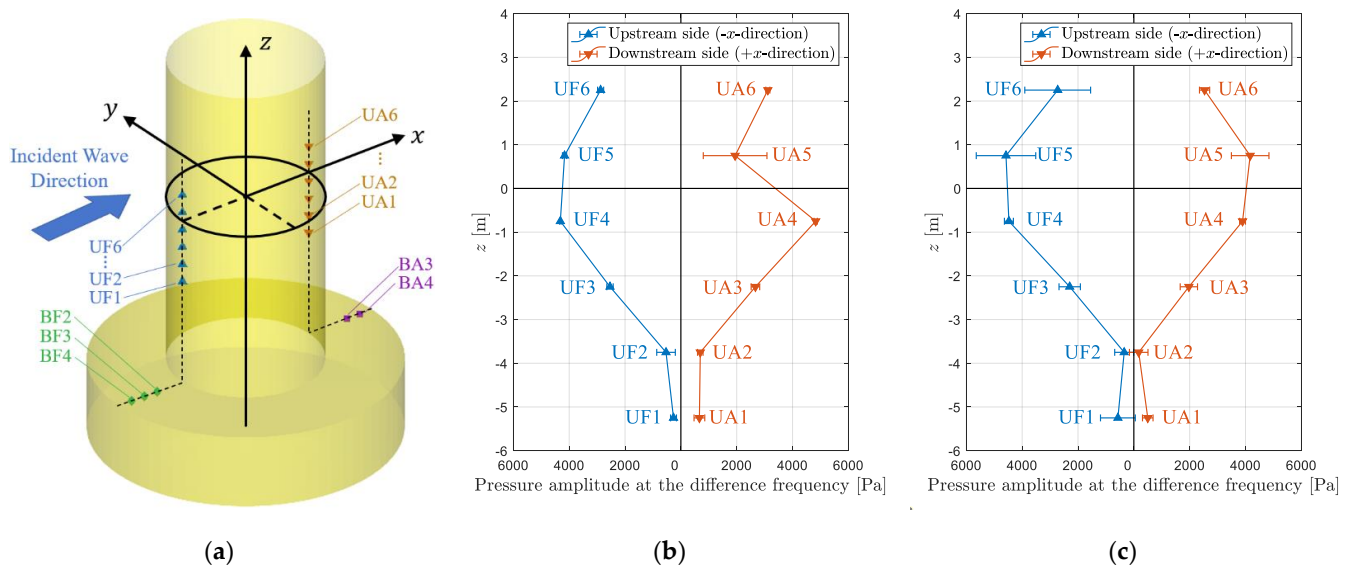 z
y
x
Incident Wave
Direction
UA6
⋮
UA2
UA1
UF6
⋮
UF2
UF1
BA3
BA4
BF2
BF3
BF4
(a)
Upstream side (-x-direction)
Downstream side (+x-direction)
4
3
2
1
0
-1
-2
-3
-4
-5
-6
z [m]
UF6
UA6
UF5
UA5
UF4
UA4
UF3
UA3
UF2
UA2
UF1
UA1
6000 4000 2000 0 2000 4000 6000
Pressure amplitude at the difference frequency [Pa]
(b)
Upstream side (-x-direction)
Downstream side (+x-direction)
4
3
2
1
0
-1
-2
-3
-4
-5
-6
z [m]
UF6
UA6
UF5
UA5
UF4
UA4
UF3
UA3
UF2
UA2
UF1
UA1
6000 4000 2000 0 2000 4000 6000
Pressure amplitude at the difference frequency [Pa]
(c)